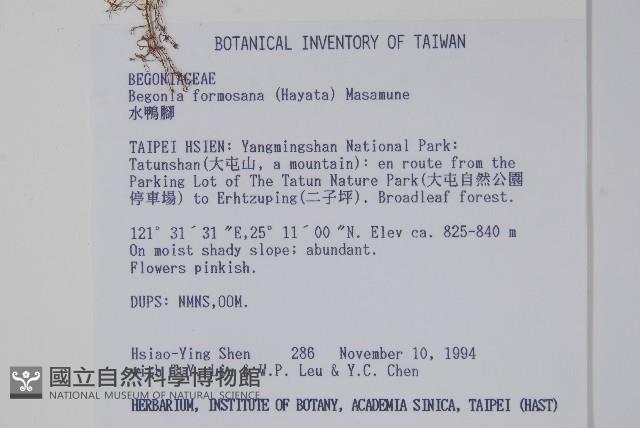 BOTANICAL INVENTORY OF TAIWAN
BEGONIACEAE
Begonia formosana (Hayata) Masamune
水鴨腳
TAIPEI HSIEN: Yangmingshan National Park:
Tatunshan(大屯山, a mountain): en route from the
Parking Lot of The Tatun Nature Park(大屯自然公園
停車場) to Erhtzuping(二子坪). Broadleaf forest.
121° 31´31 ″E,25° 11´00 ″N. Elev ca. 825-840 m
On moist shady slope; abundant.
Flowers pinkish.
DUPS: NMNS,OOM.
Hsiao-Ying Shen 286 November 10, 1994
with & W.P. Leu & Y.C. Chen
國立自然科學博物館
NATIONAL MUSEUM OF NATURAL SCIENCE
HERBARIUM, INSTITUTE OF BOTANY, ACADEMIA SINICA, TAIPEI (HAST)